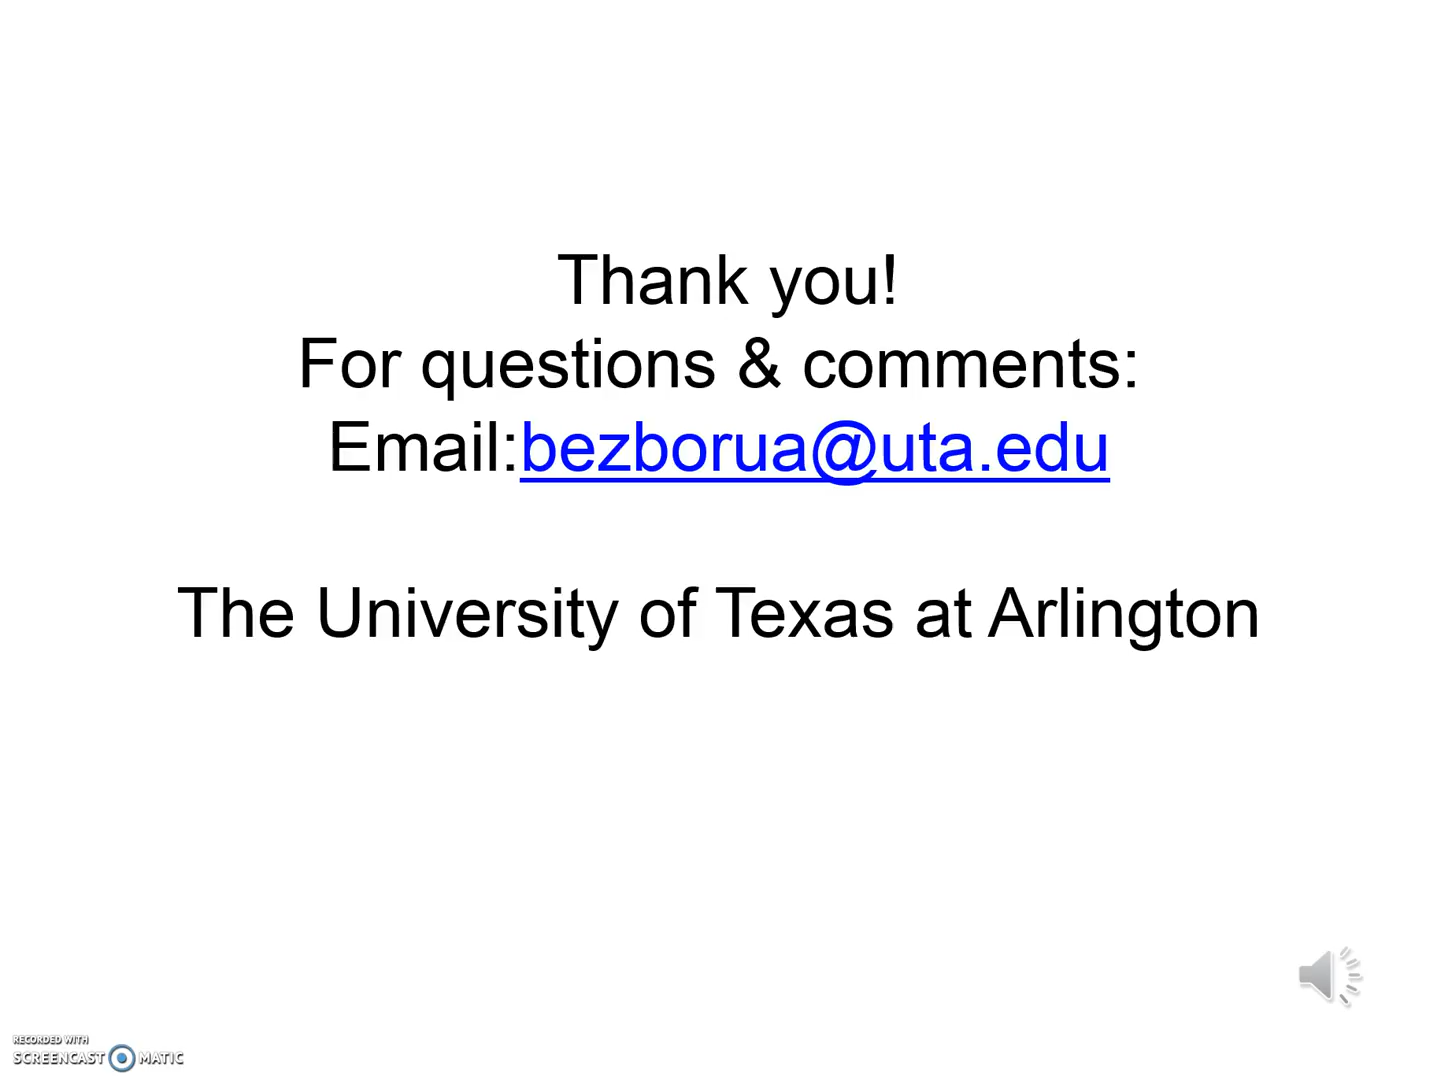 Thank you!
For questions & comments:
Email:bezborua@uta.edu
The University of Texas at Arlington
RECORDED WITH
SCREENCAST MATIC